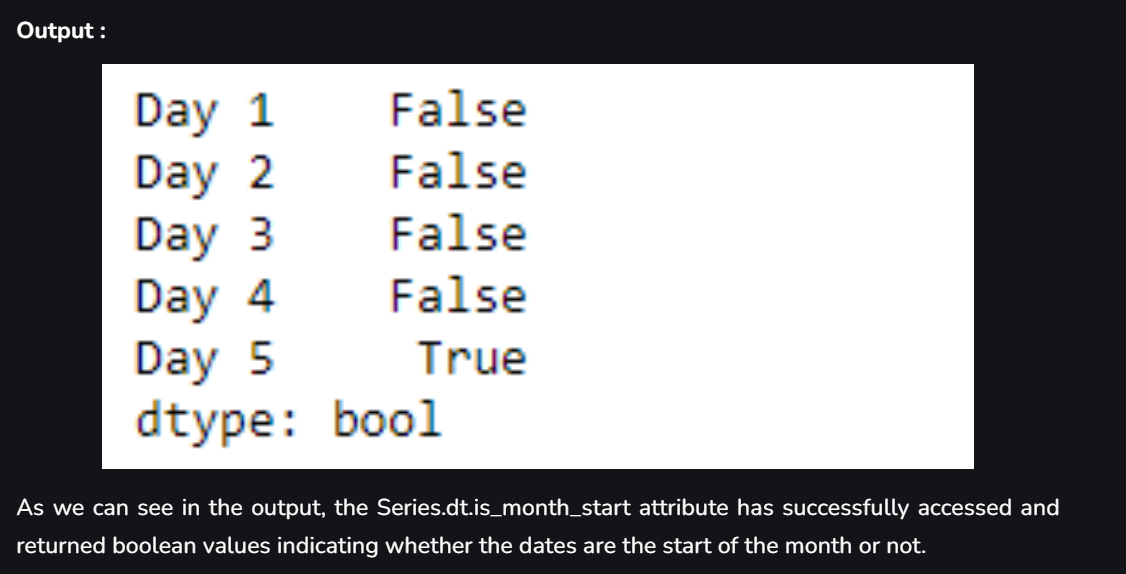 Output :
Day 1 False
Day 2 False
Day 3 False
Day 4 False
Day 5 True
dtype: bool
As we can see in the output, the Series.dt.is_month_start attribute has successfully accessed and
returned boolean values indicating whether the dates are the start of the month or not.